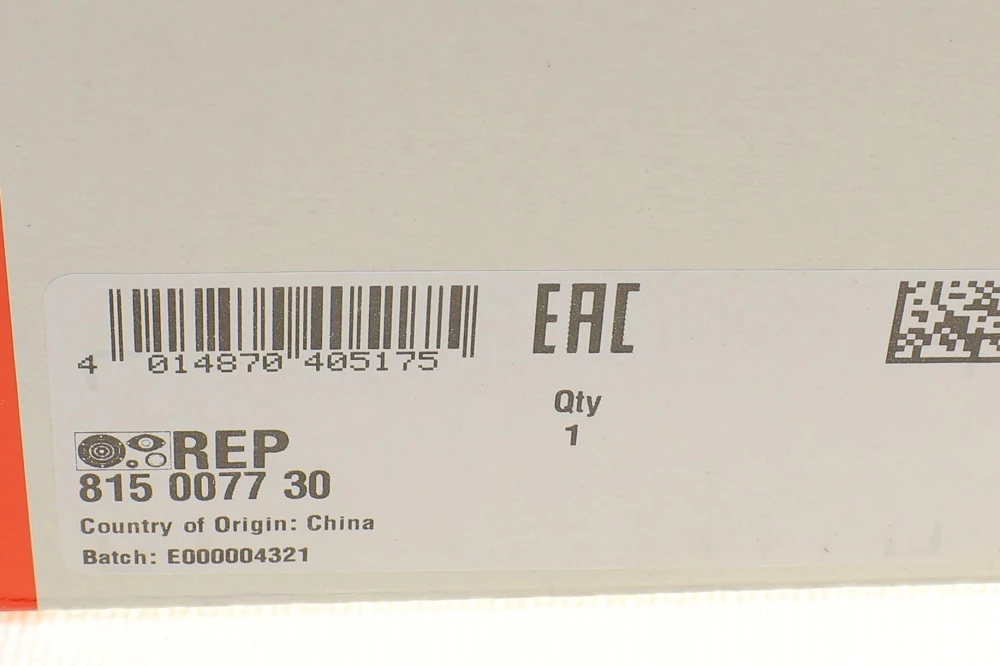 4 014870 405175
EAC
Qty
1
REP
815 0077 30
Country of Origin: China
Batch: E000004321